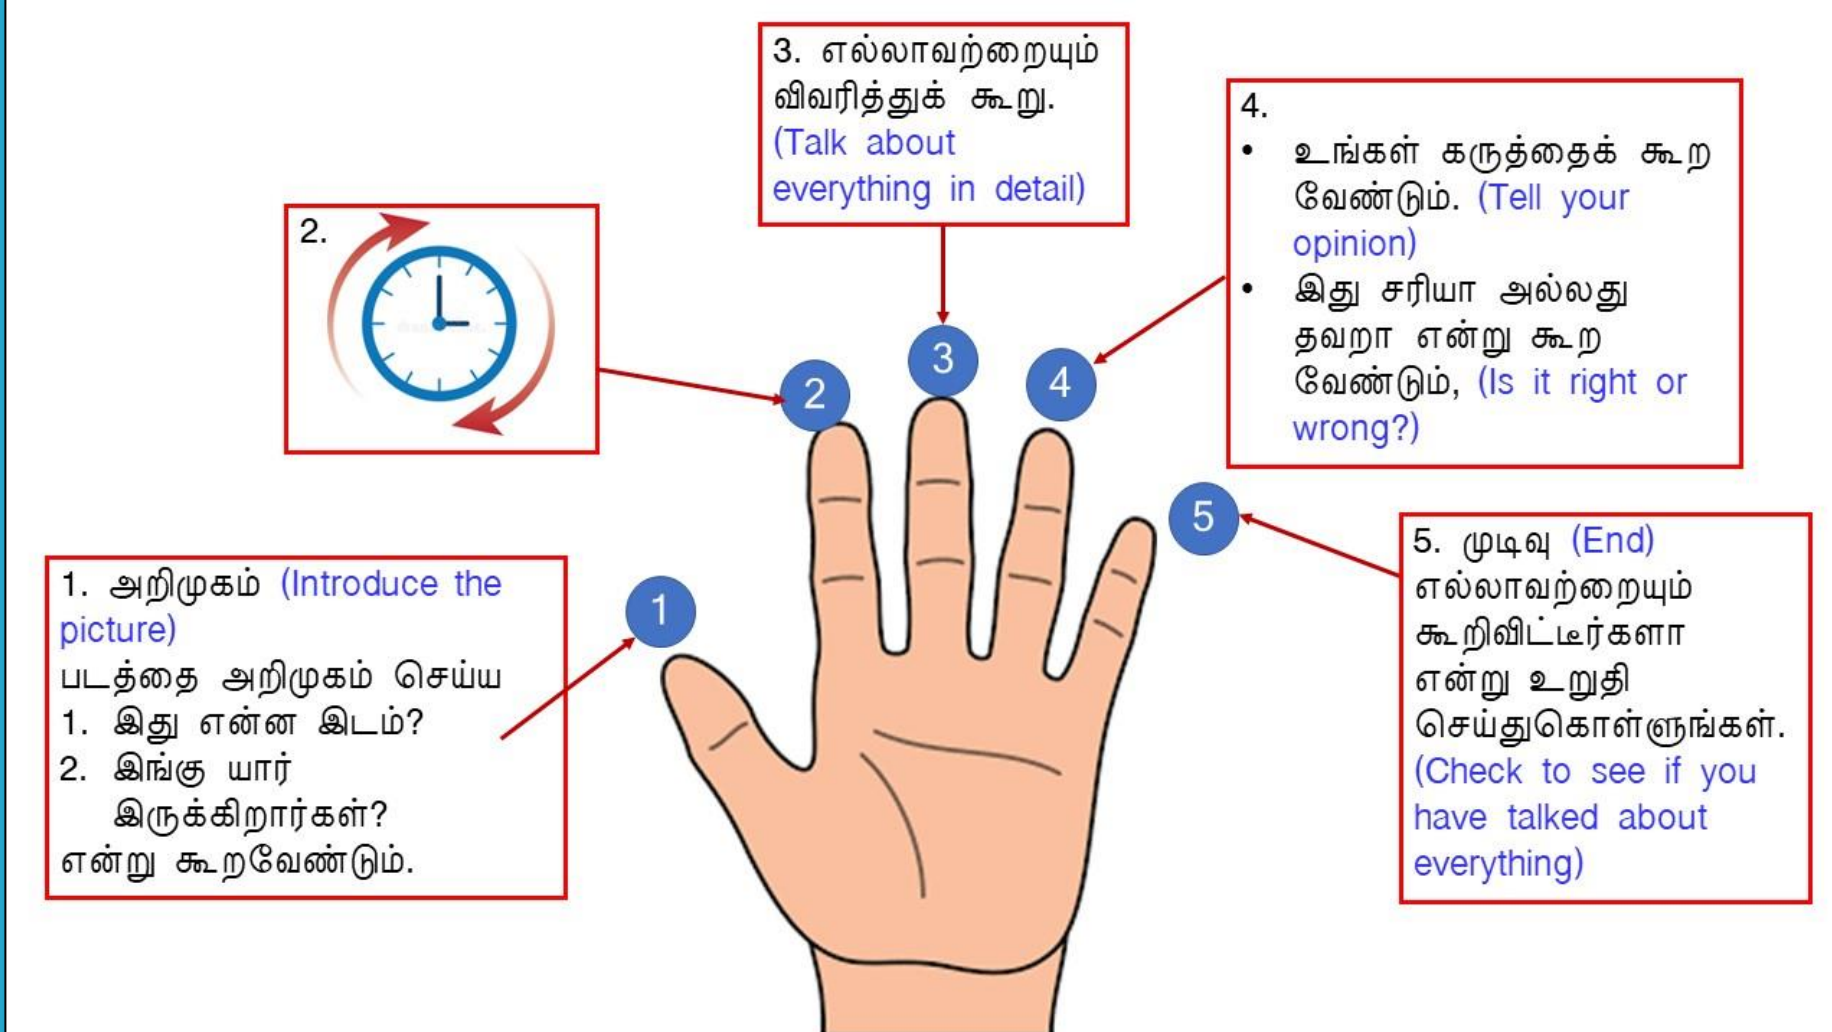 1. அறிமுகம் (Introduce the
picture)
படத்தை அறிமுகம் செய்ய
1. இது என்ன இடம்?
2. இங்கு யார்
இருக்கிறார்கள்?
என்று கூறவேண்டும்.
1
2.
2
3. எல்லாவற்றையும்
விவரித்துக் கூறு.
(Talk about
everything in detail)
3
4.
• உங்கள் கருத்தைக் கூற
வேண்டும். (Tell your
opinion)
• இது சரியா அல்லது
தவறா என்று கூற
வேண்டும், (Is it right or
wrong?)
4
5. முடிவு (End)
எல்லாவற்றையும்
கூறிவிட்டீர்களா
என்று உறுதி
செய்துகொள்ளுங்கள்.
(Check to see if you
have talked about
everything)
5